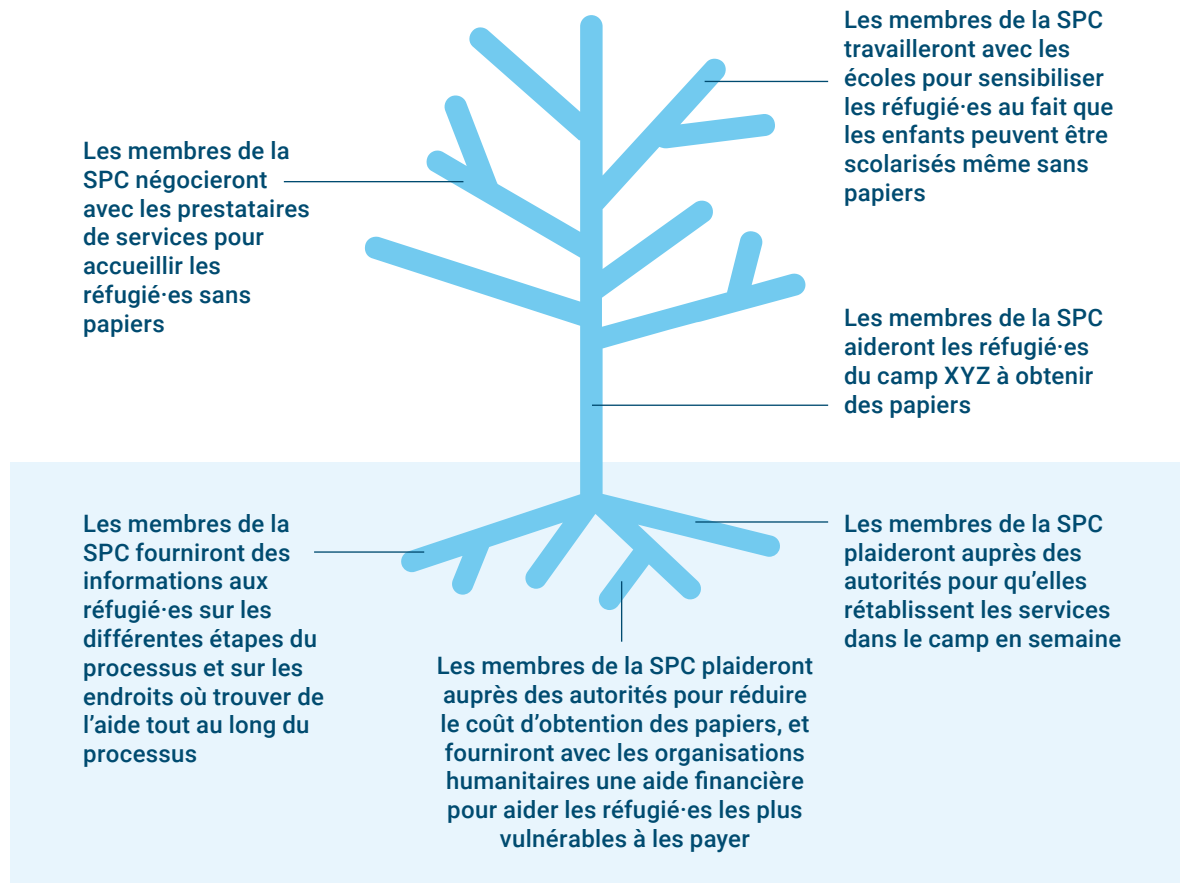 Les membres de la SPC
travailleront avec les
écoles pour sensibiliser
les réfugié·es au fait que
les enfants peuvent être
scolarisés même sans
papiers
Les membres de la
SPC négocieront
avec les prestataires
de services pour
accueillir les
réfugié·es sans
papiers
Les membres de la SPC
aideront les réfugié·es
du camp XYZ à obtenir
des papiers
Les membres de la
SPC fourniront des
informations aux
réfugié·es sur les
différentes étapes du
processus et sur les
endroits où trouver de
l’aide tout au long du
processus
Les membres de la SPC plaideront
auprès des autorités pour réduire
le coût d’obtention des papiers, et
fourniront avec les organisations
humanitaires une aide financière
pour aider les réfugié·es les plus
vulnérables à les payer
Les membres de la SPC
plaideront auprès des
autorités pour qu’elles
rétablissent les services
dans le camp en semaine